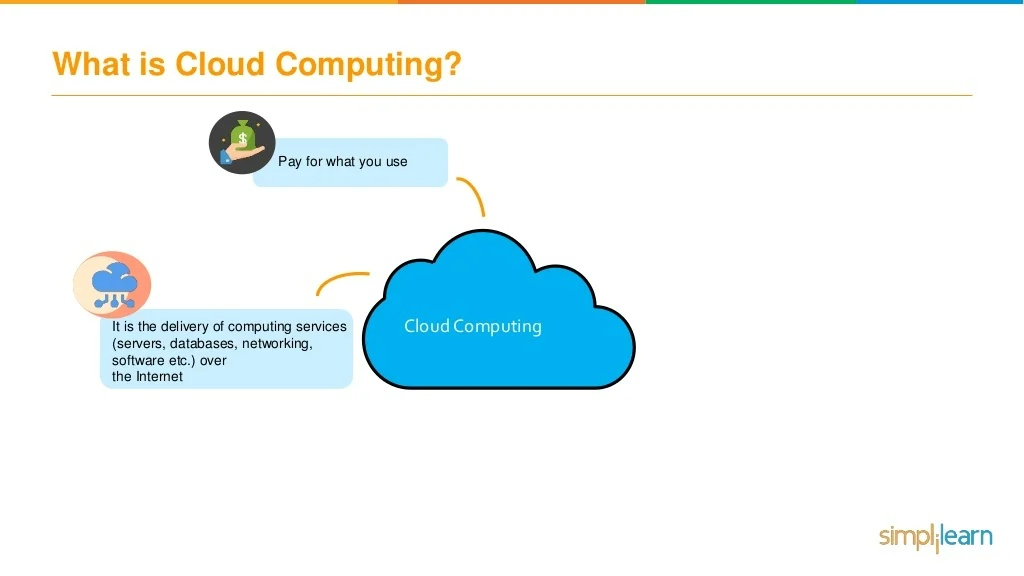 What is Cloud Computing?
$
Pay for what you use
It is the delivery of computing services
(servers, databases, networking,
software etc.) over
the Internet
Cloud Computing
simplilearn